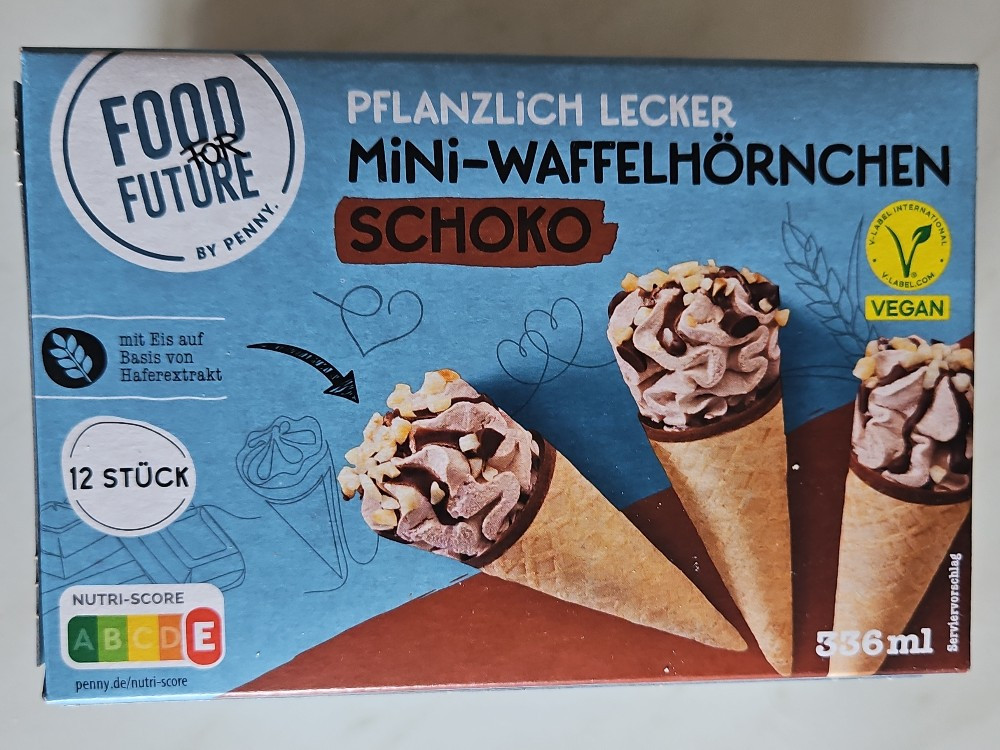 FOOD
FOR
FUTURE
BY PENNY.
PFLANZLiCH LECKER
MiNi-WAFFELHÖRNCHEN
SCHOKO
V-LABEL INTERNATIONAL
V-LABEL.COM
VEGAN
mit Eis auf
Basis von
Haferextrakt
12 STÜCK
NUTRI-SCORE
A B C D E
penny.de/nutri-score
336ml
Serviervorschlag